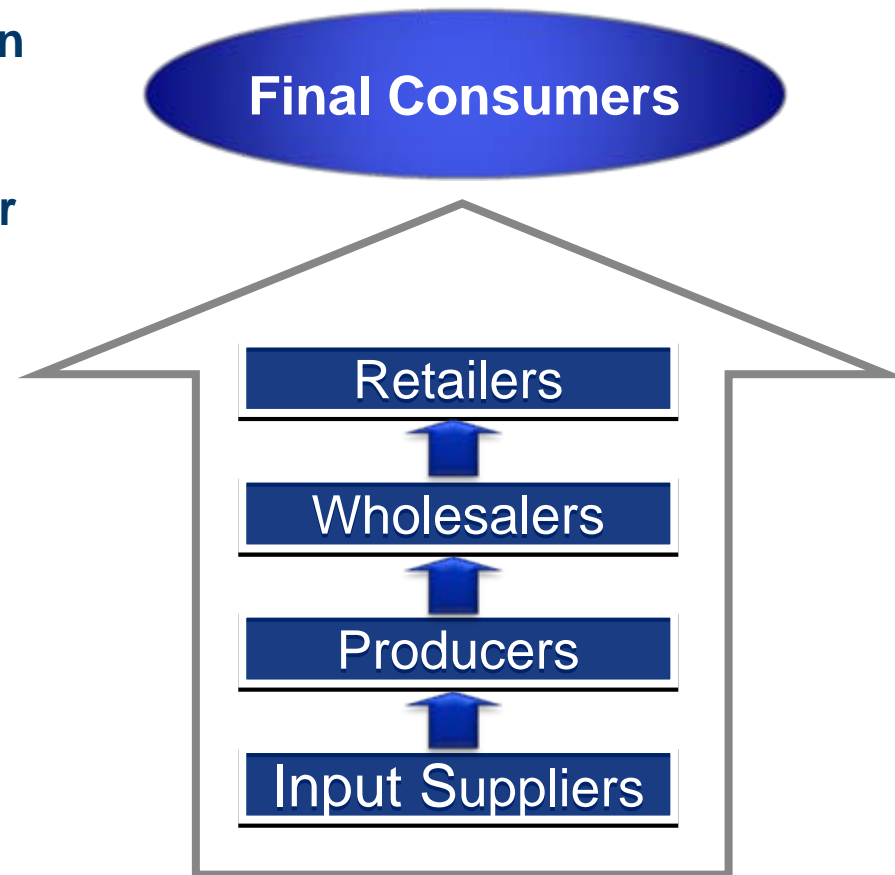 n
Final Consumers
r
Retailers
Wholesalers
Producers
Input Suppliers